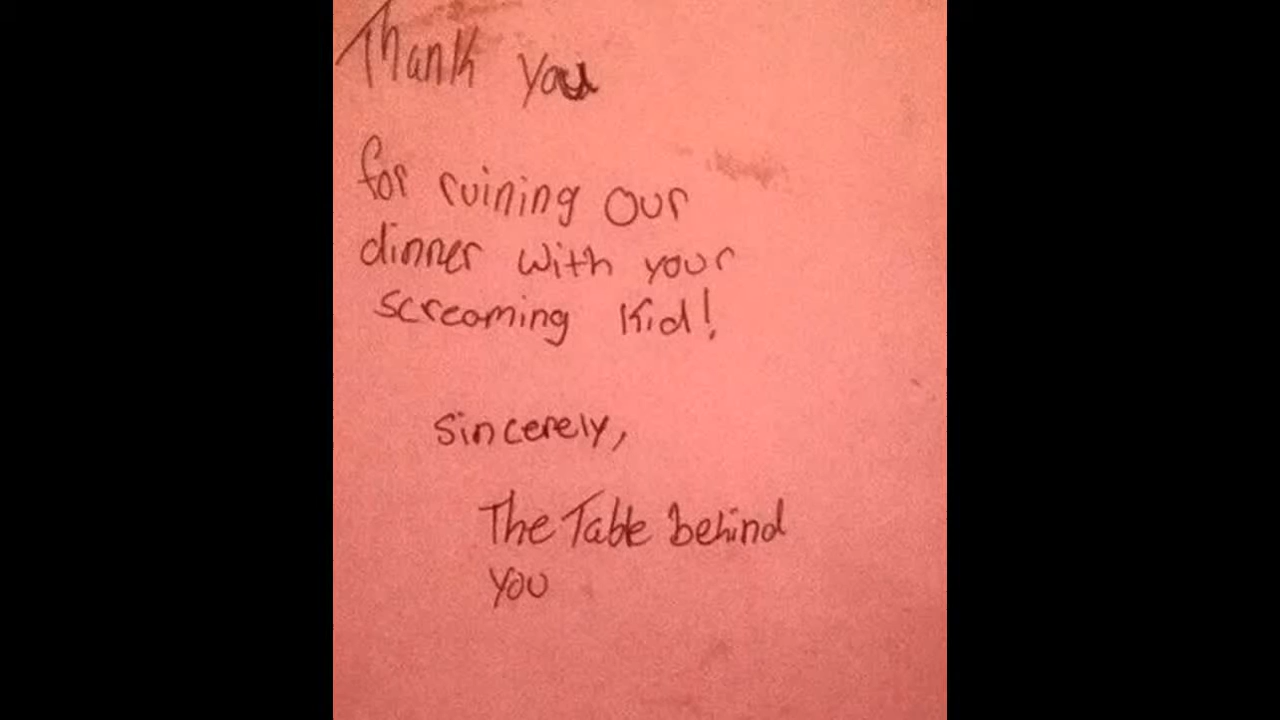 Thank you
for ruining our
dinner with your
screaming kid!
Sincerely,
The Table behind
you